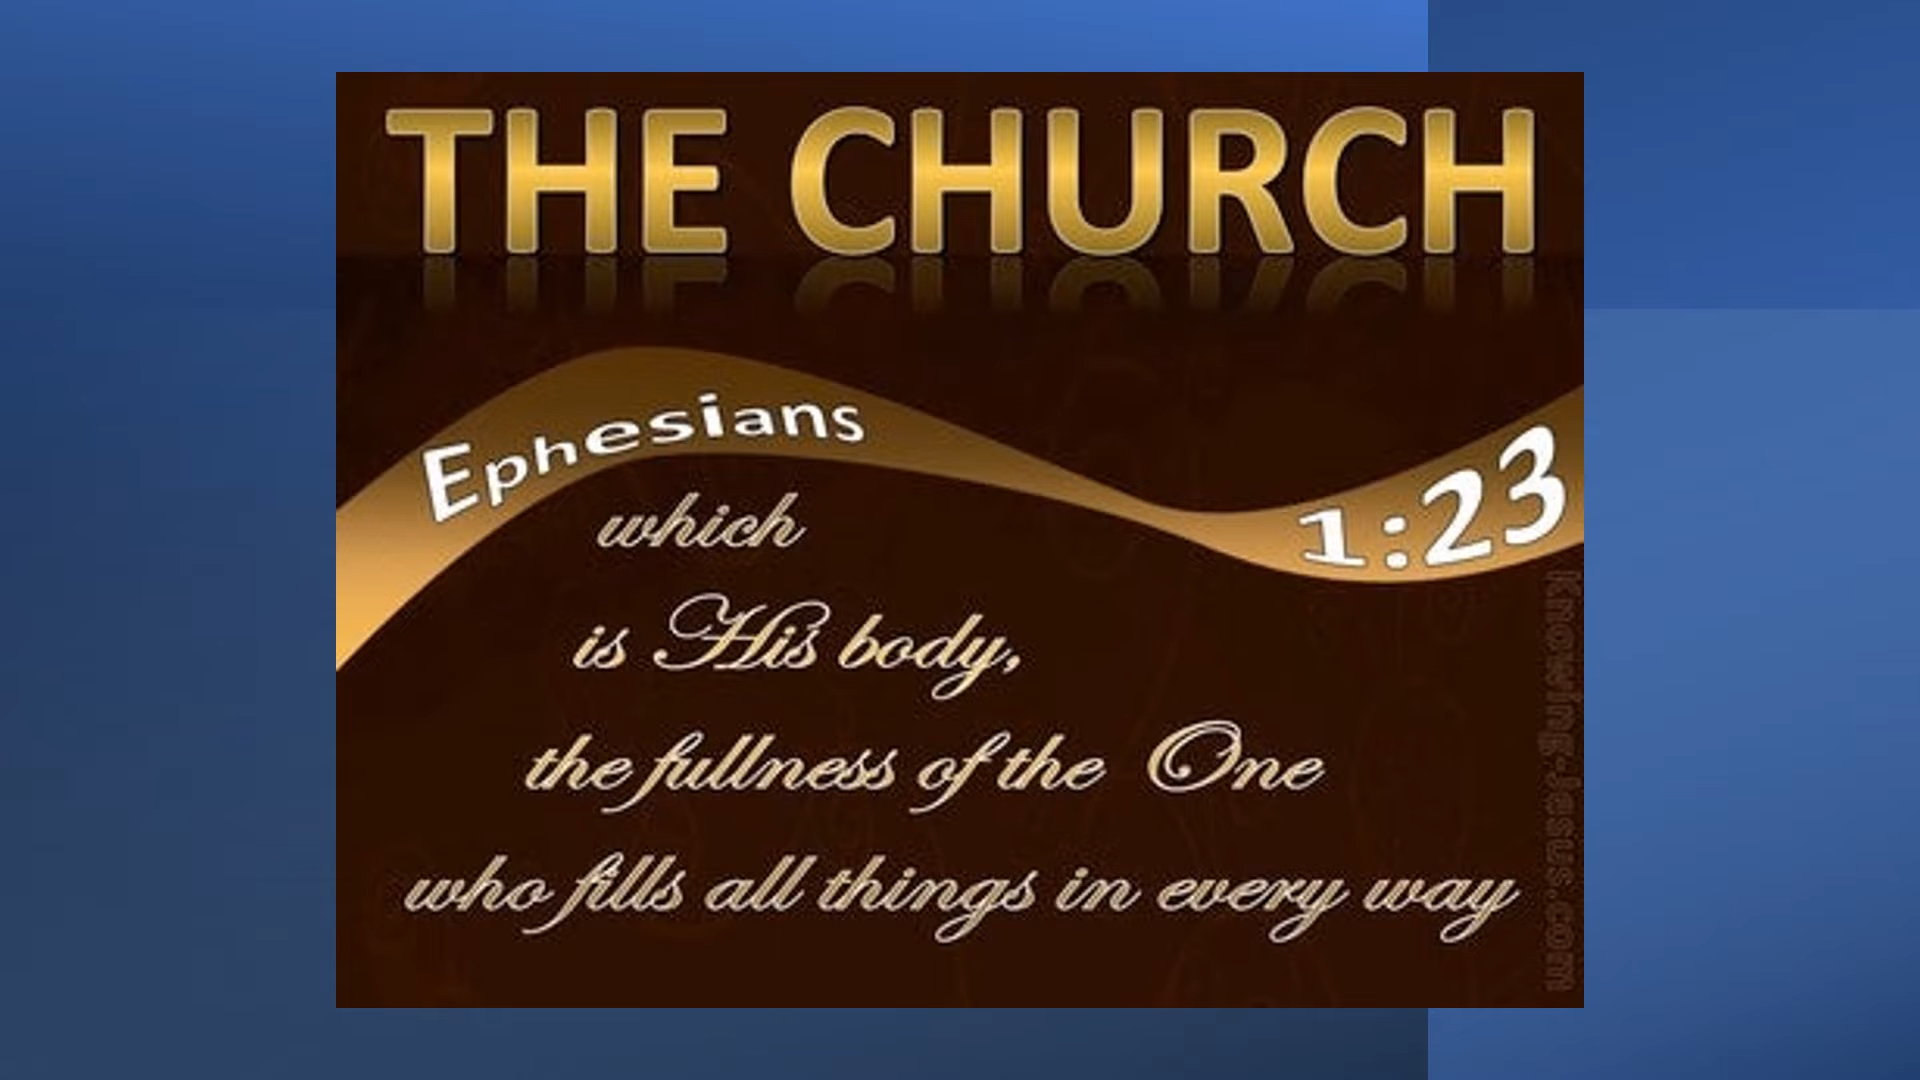 THE CHURCH
Ephesians 1:23
which
is His body,
the fullness of the One
who fills all things in every way
knowing-jesus.com